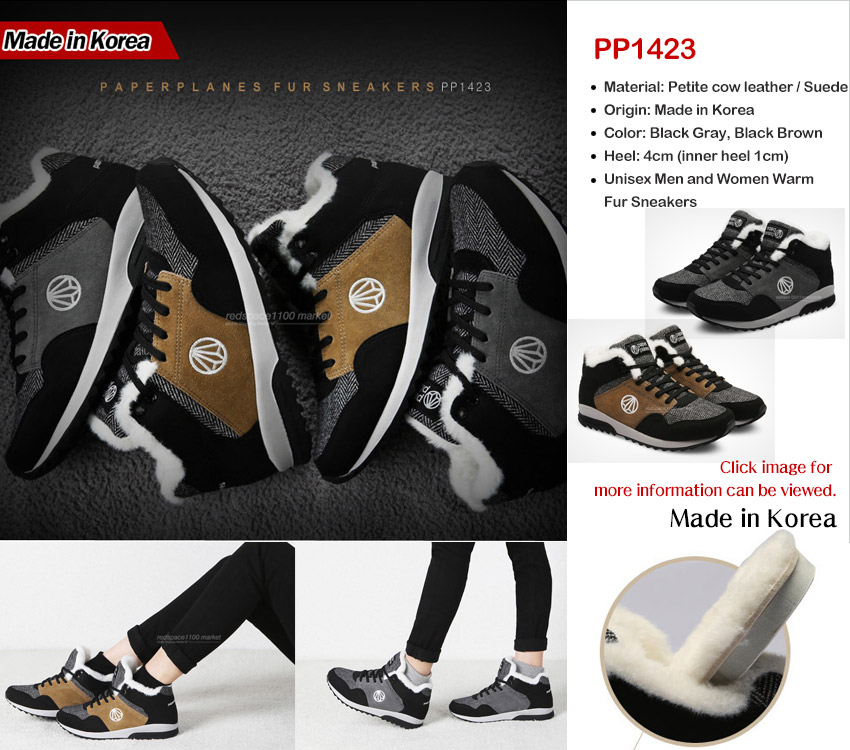 Made in Korea
PAPERPLANES FUR SNEAKERS PP1423
redspace1100 market
redspace1100 market
PP1423
• Material: Petite cow leather / Suede
• Origin: Made in Korea
• Color: Black Gray, Black Brown
• Heel: 4cm (inner heel 1cm)
• Unisex Men and Women Warm
Fur Sneakers
Click image for
more information can be viewed.
Made in Korea